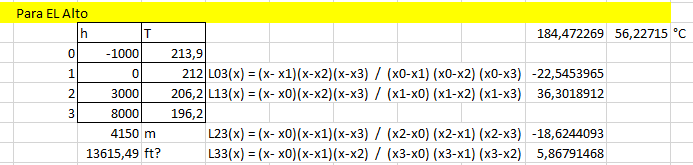 Para EL Alto
h T 184,472269 56,22715 °C
0 -1000 213,9
1 0 212 L03(x) = (x- x1)(x-x2)(x-x3) / (x0-x1) (x0-x2) (x0-x3) -22,5453965
2 3000 206,2 L13(x) = (x- x0)(x-x2)(x-x3) / (x1-x0) (x1-x2) (x1-x3) 36,3018912
3 8000 196,2
4150 m L23(x) = (x- x0)(x-x1)(x-x3) / (x2-x0) (x2-x1) (x2-x3) -18,6244093
13615,49 ft? L33(x) = (x- x0)(x-x1)(x-x2) / (x3-x0) (x3-x1) (x3-x2) 5,86791468